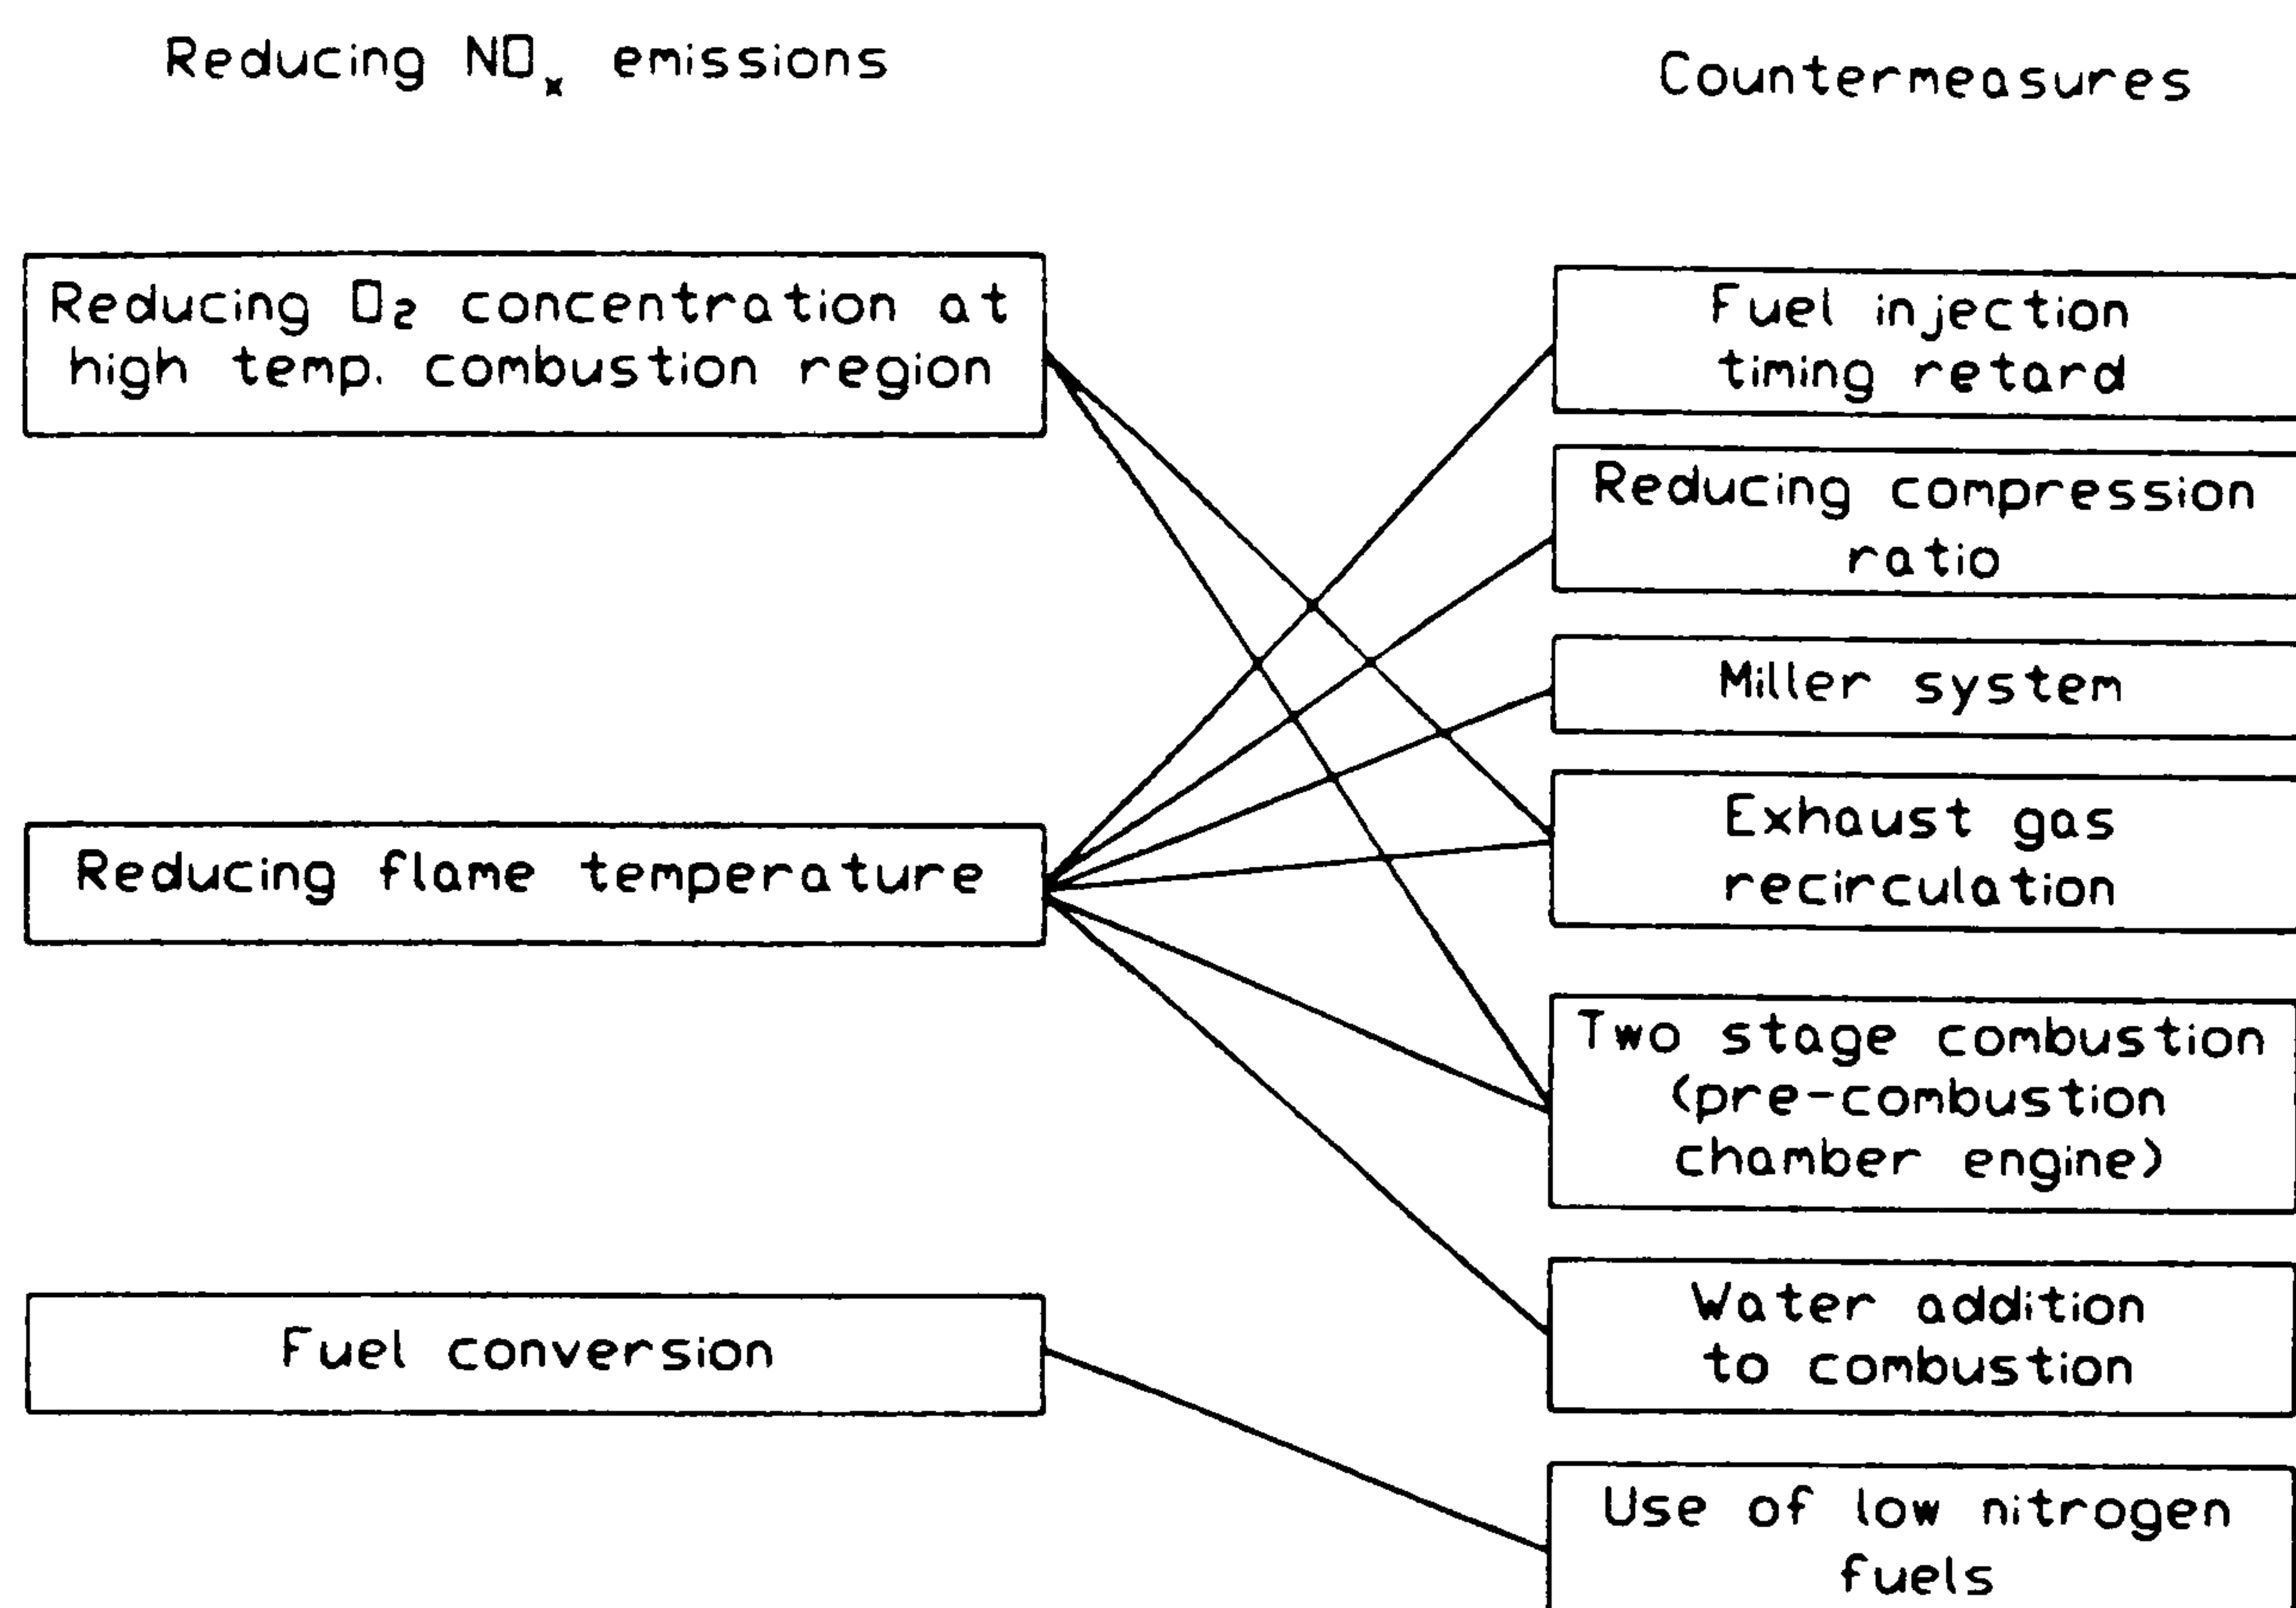 Reducing NOx emissions
Countermeasures
Reducing O2 concentration at
high temp. combustion region
Reducing flame temperature
Fuel conversion
Fuel injection
timing retard
Reducing compression
ratio
Miller system
Exhaust gas
recirculation
Two stage combustion
(pre-combustion
chamber engine)
Water addition
to combustion
Use of low nitrogen
fuels